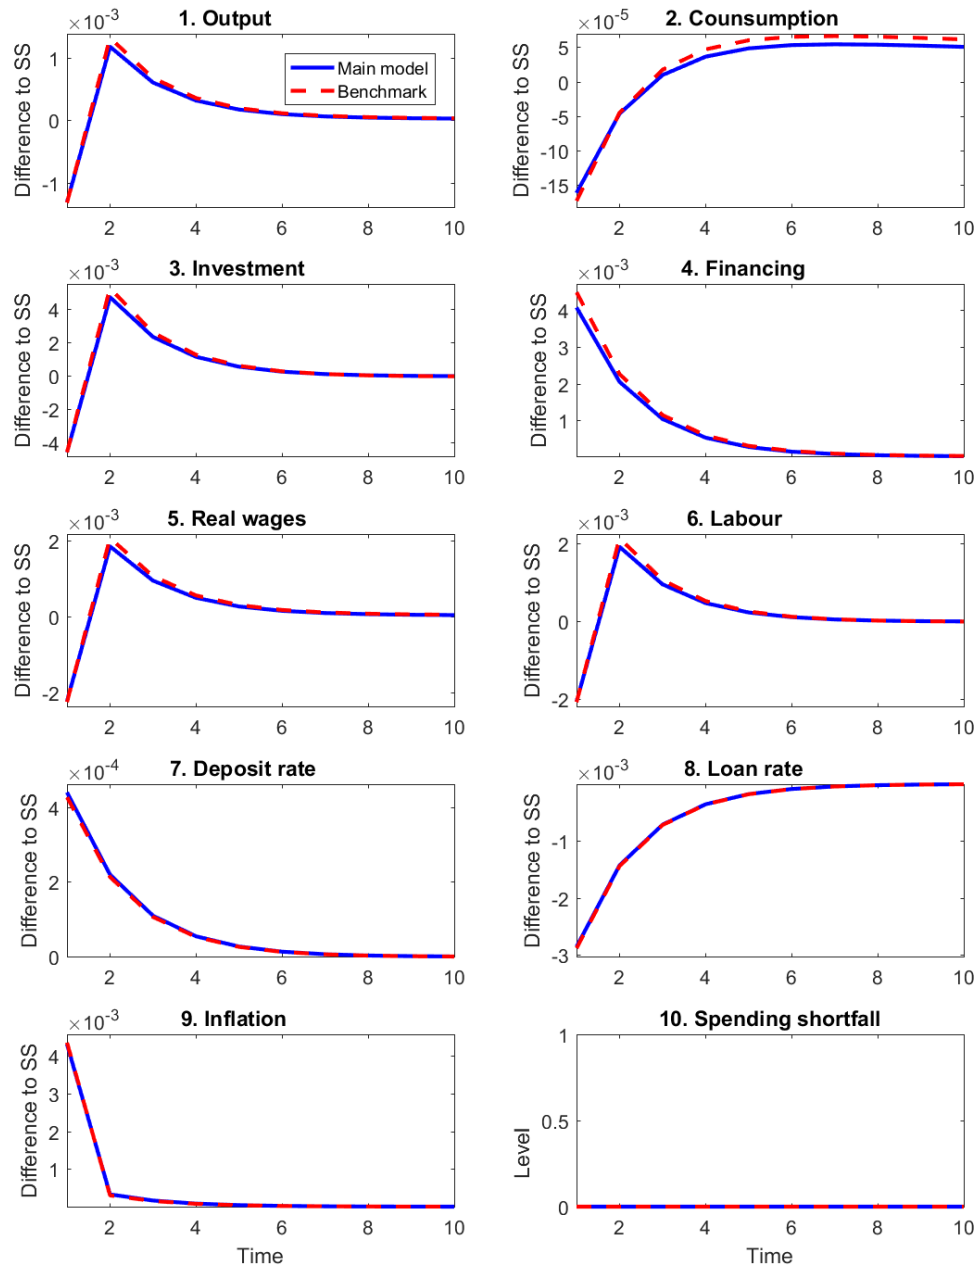 ×10-3
1. Output
Difference to SS
1
0
-1
Main model
Benchmark
2 4 6 8 10
×10-5
2. Counsumption
Difference to SS
5
0
-5
-10
-15
2 4 6 8 10
×10-3
3. Investment
Difference to SS
4
2
0
-2
-4
2 4 6 8 10
×10-3
4. Financing
Difference to SS
4
3
2
1
2 4 6 8 10
×10-3
5. Real wages
Difference to SS
2
0
-2
2 4 6 8 10
×10-3
6. Labour
Difference to SS
2
0
-2
2 4 6 8 10
×10-4
7. Deposit rate
Difference to SS
4
2
0
2 4 6 8 10
×10-3
8. Loan rate
Difference to SS
-1
-2
-3
2 4 6 8 10
×10-3
9. Inflation
Difference to SS
4
3
2
1
2 4 6 8 10
Time
10. Spending shortfall
Level
1
0.5
0
2 4 6 8 10
Time